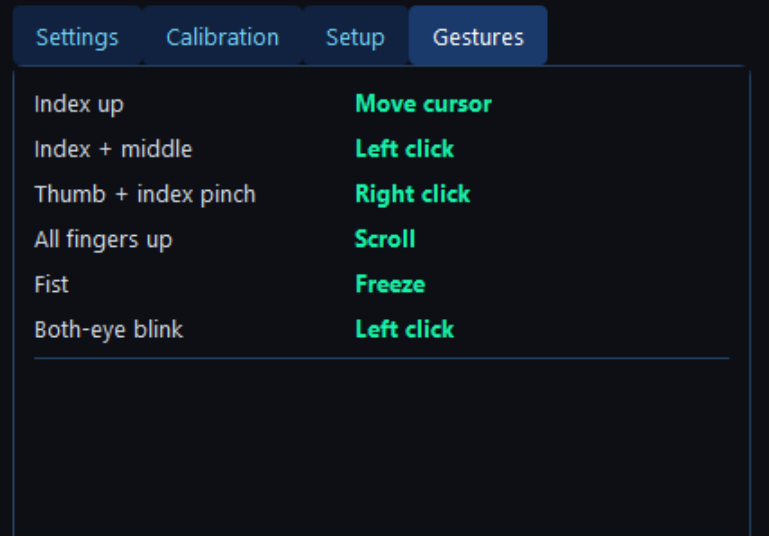 Settings Calibration Setup Gestures
Index up Move cursor
Index + middle Left click
Thumb + index pinch Right click
All fingers up Scroll
Fist Freeze
Both-eye blink Left click